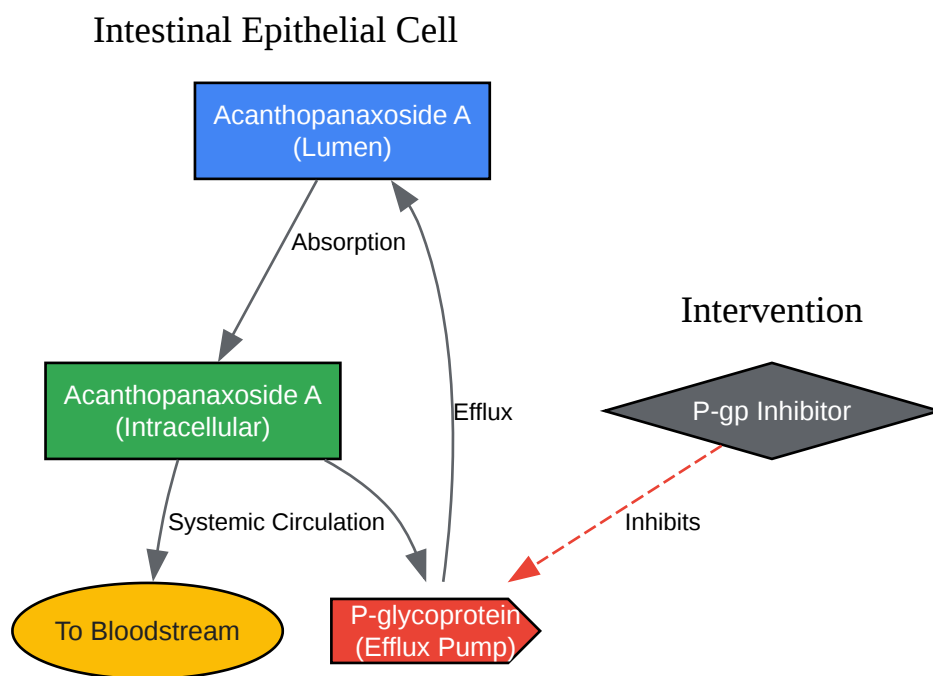 Intestinal Epithelial Cell
Acanthopanaxoside A
(Lumen)
Absorption
Intervention
Acanthopanaxoside A
(Intracellular)
Efflux
P-gp Inhibitor
Systemic Circulation
Inhibits
To Bloodstream
P-glycoprotein
(Efflux Pump)